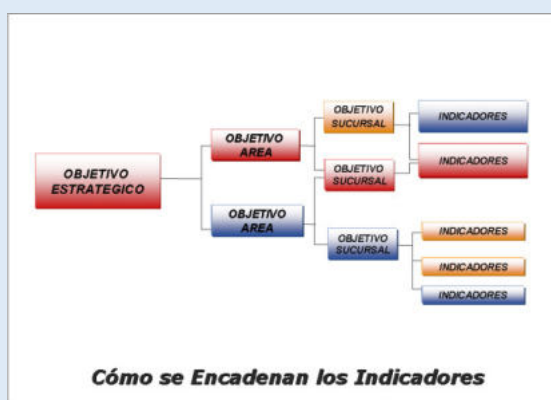 OBJETIVO
ESTRATEGICO
OBJETIVO
AREA
OBJETIVO
AREA
OBJETIVO
SUCURSAL
OBJETIVO
SUCURSAL
OBJETIVO
SUCURSAL
INDICADORES
INDICADORES
INDICADORES
INDICADORES
INDICADORES
Cómo se Encadenan los Indicadores